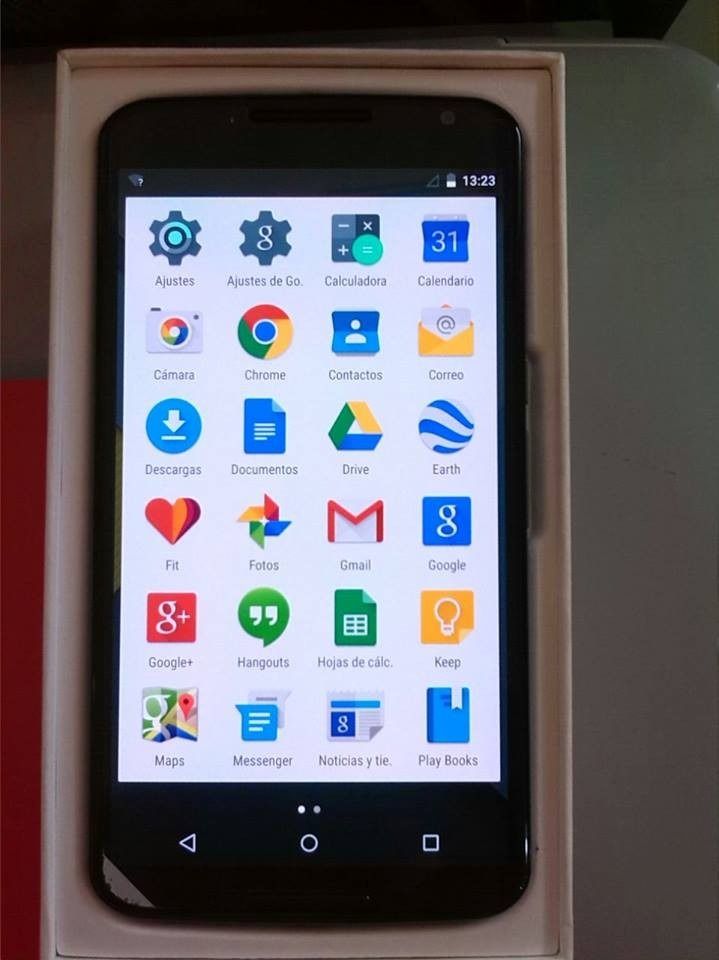 ?
13:23
8
31
Ajustes
Ajustes de Go.
Calculadora
Calendario
@
Cámara
Chrome
Contactos
Correo
Descargas
Documentos
Drive
Earth
g
Fit
Fotos
Gmail
Google
g+
Google+
Hangouts
Hojas de cálc.
Keep
g
g
Maps
Messenger
Noticias y tie.
Play Books